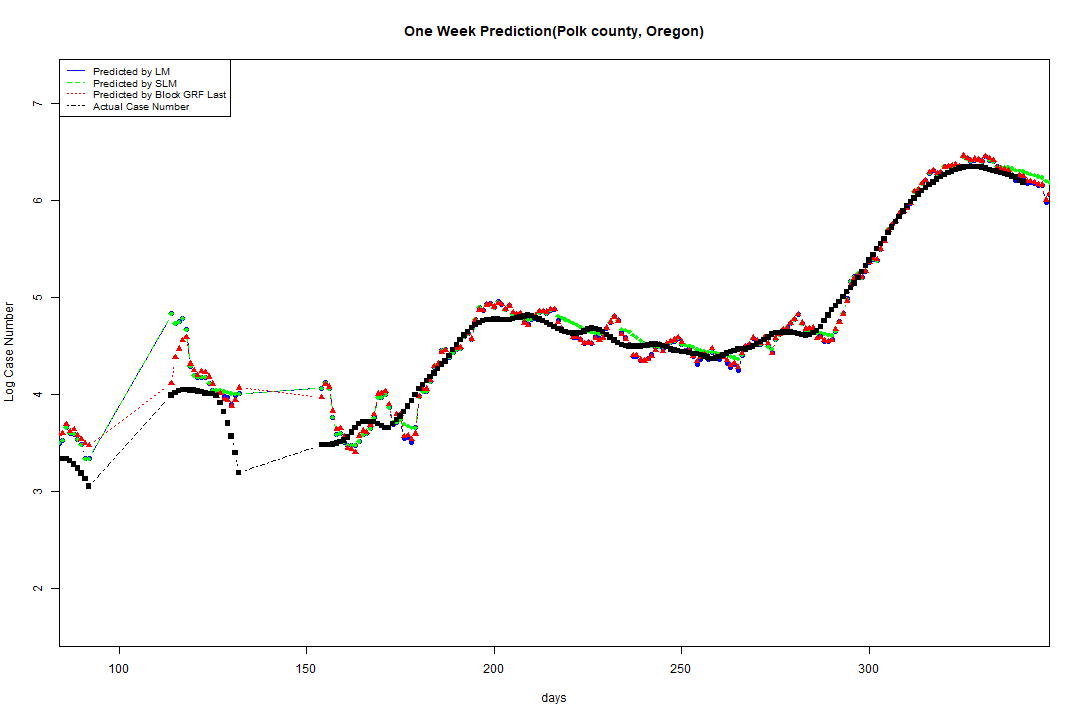 One Week Prediction(Polk county, Oregon)
Predicted by LM
Predicted by SLM
Predicted by Block GRF Last
Actual Case Number
7
6
5
4
3
2
Log Case Number
100 150 200 250 300
days